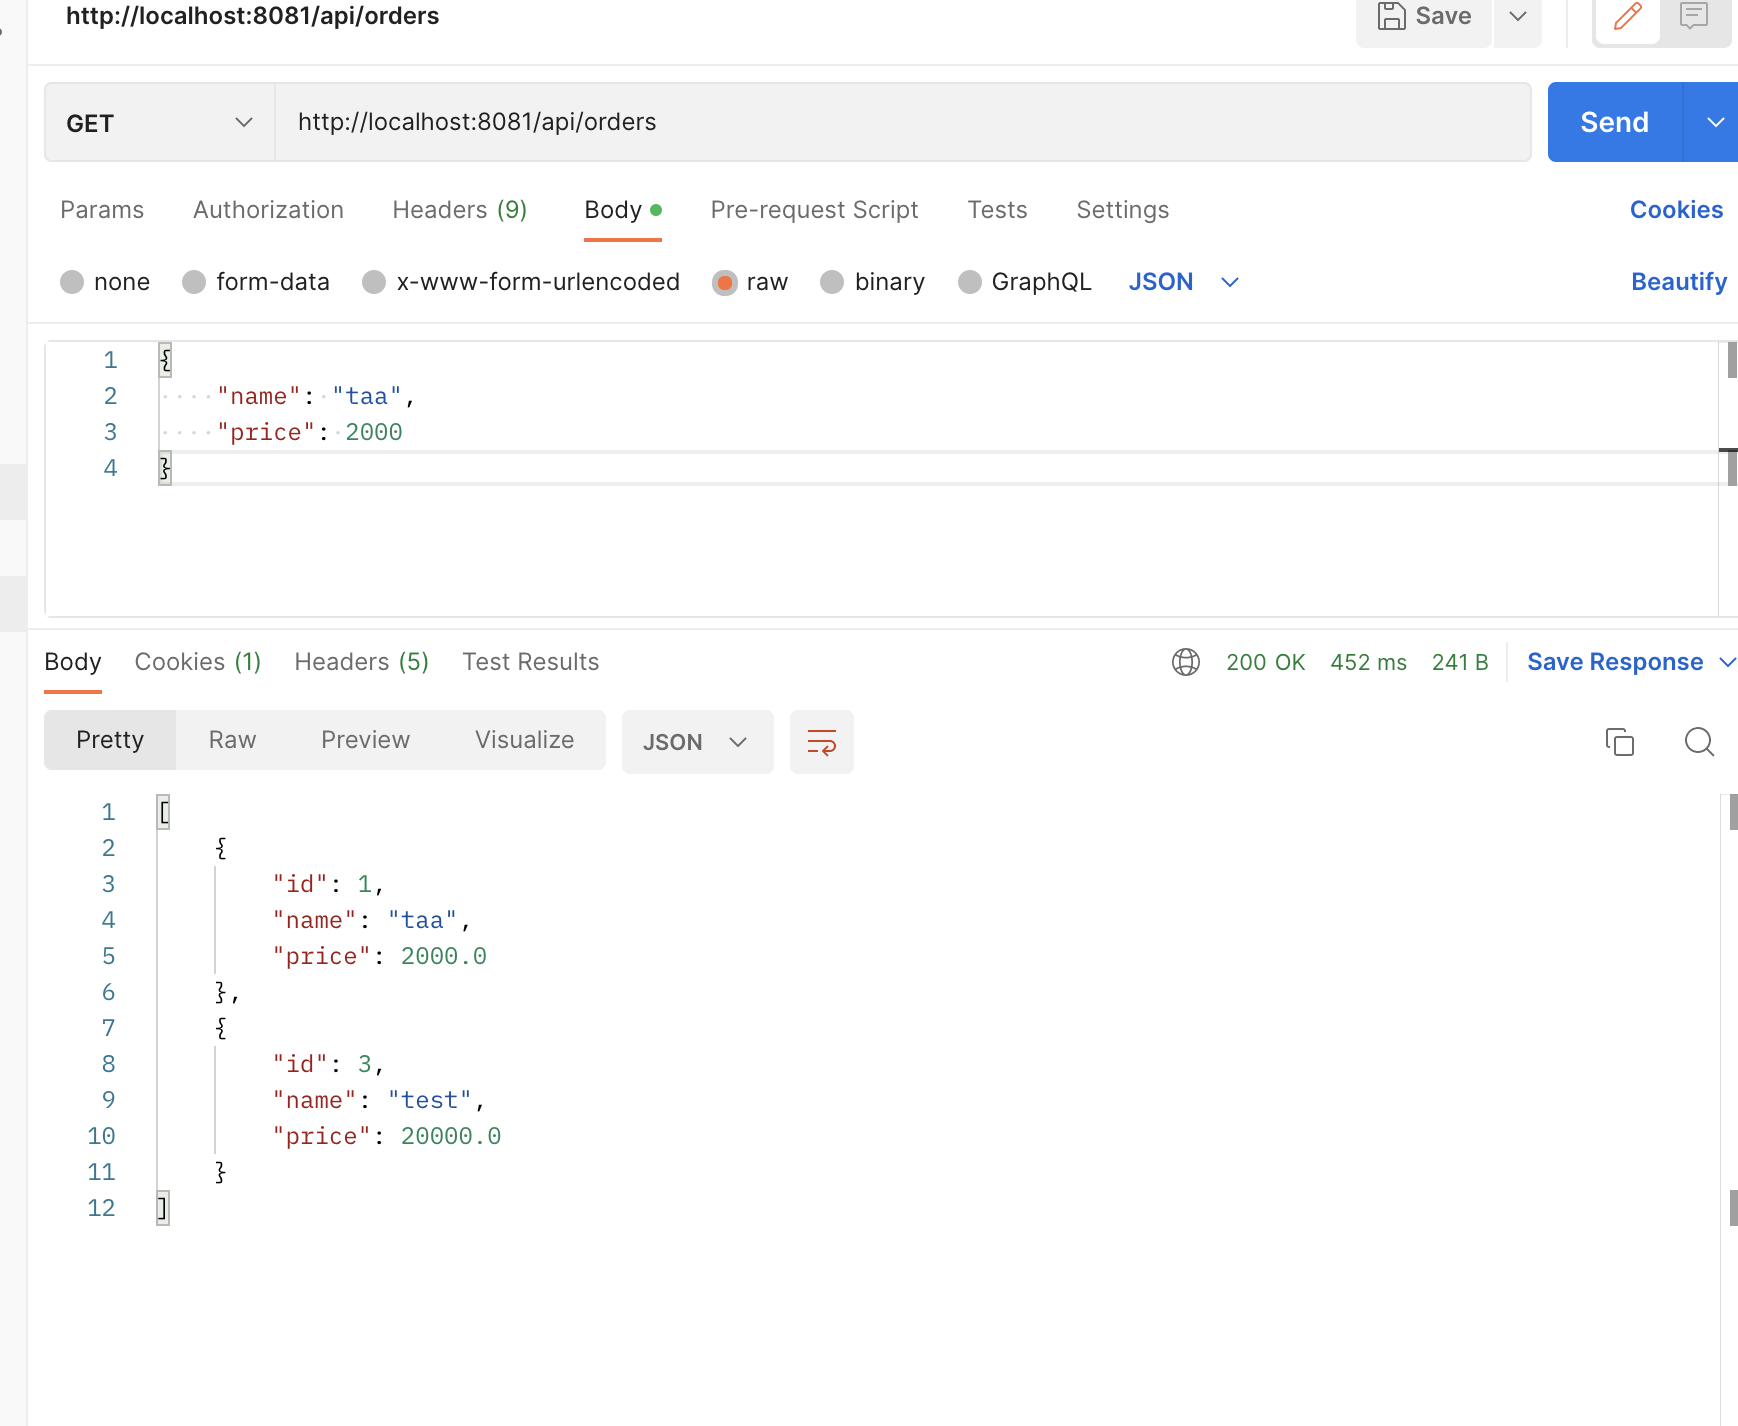 http://localhost:8081/api/orders
Save
GET
http://localhost:8081/api/orders
Send
Params Authorization Headers (9) Body Pre-request Script Tests Settings Cookies
none form-data x-www-form-urlencoded raw binary GraphQL JSON Beautify
1 {
2 "name": "taa",
3 "price": 2000
4 }
Body Cookies (1) Headers (5) Test Results 200 OK 452 ms 241 B Save Response
Pretty Raw Preview Visualize JSON
1 [
2 {
3 "id": 1,
4 "name": "taa",
5 "price": 2000.0
6 },
7 {
8 "id": 3,
9 "name": "test",
10 "price": 20000.0
11 }
12 ]